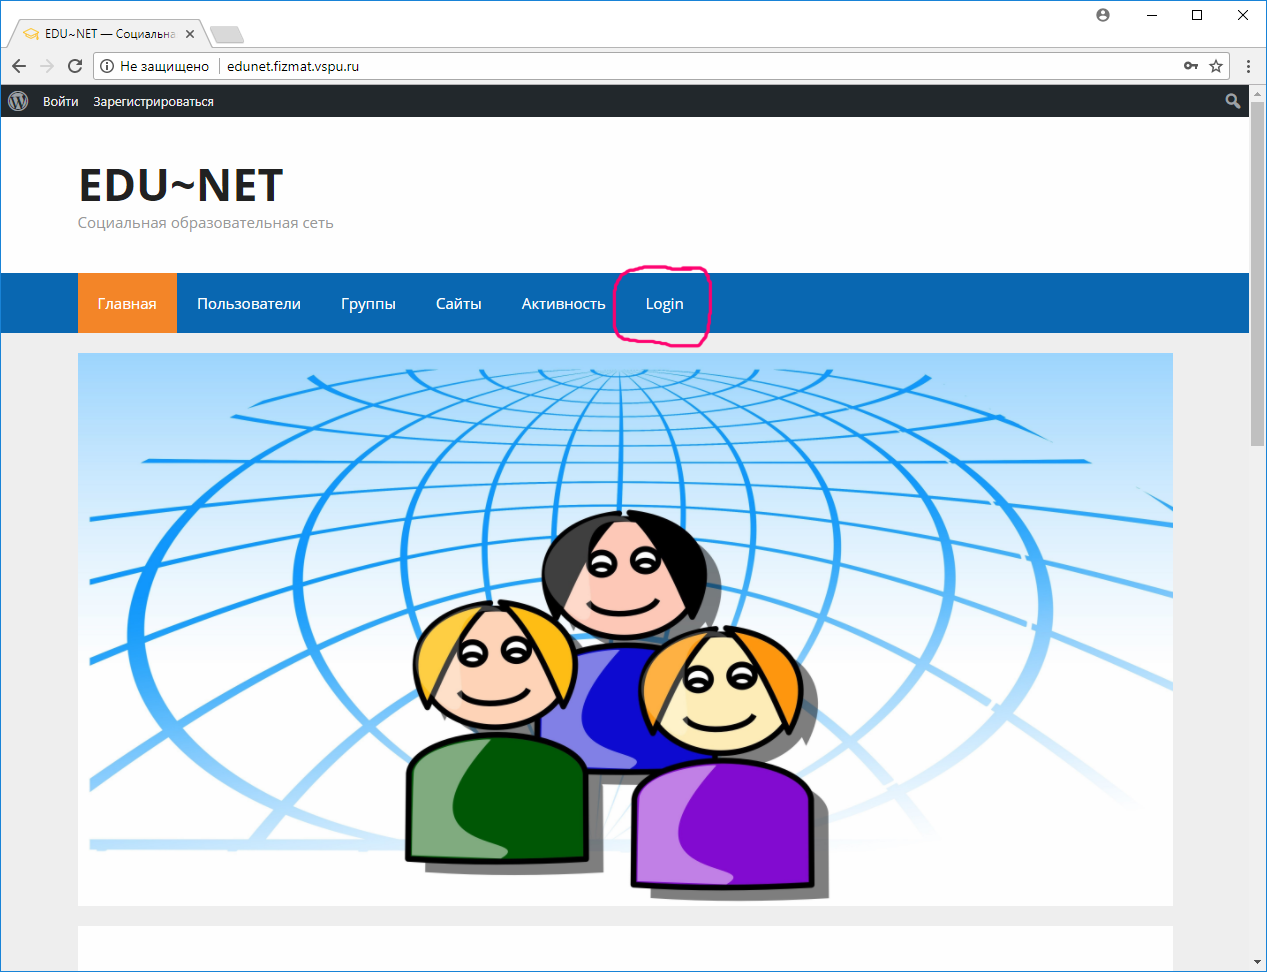 EDU~NET — Социальна
Не защищено edunet.fizmat.vspu.ru
Войти Зарегистрироваться
EDU~NET
Социальная образовательная сеть
Главная Пользователи Группы Сайты Активность Login